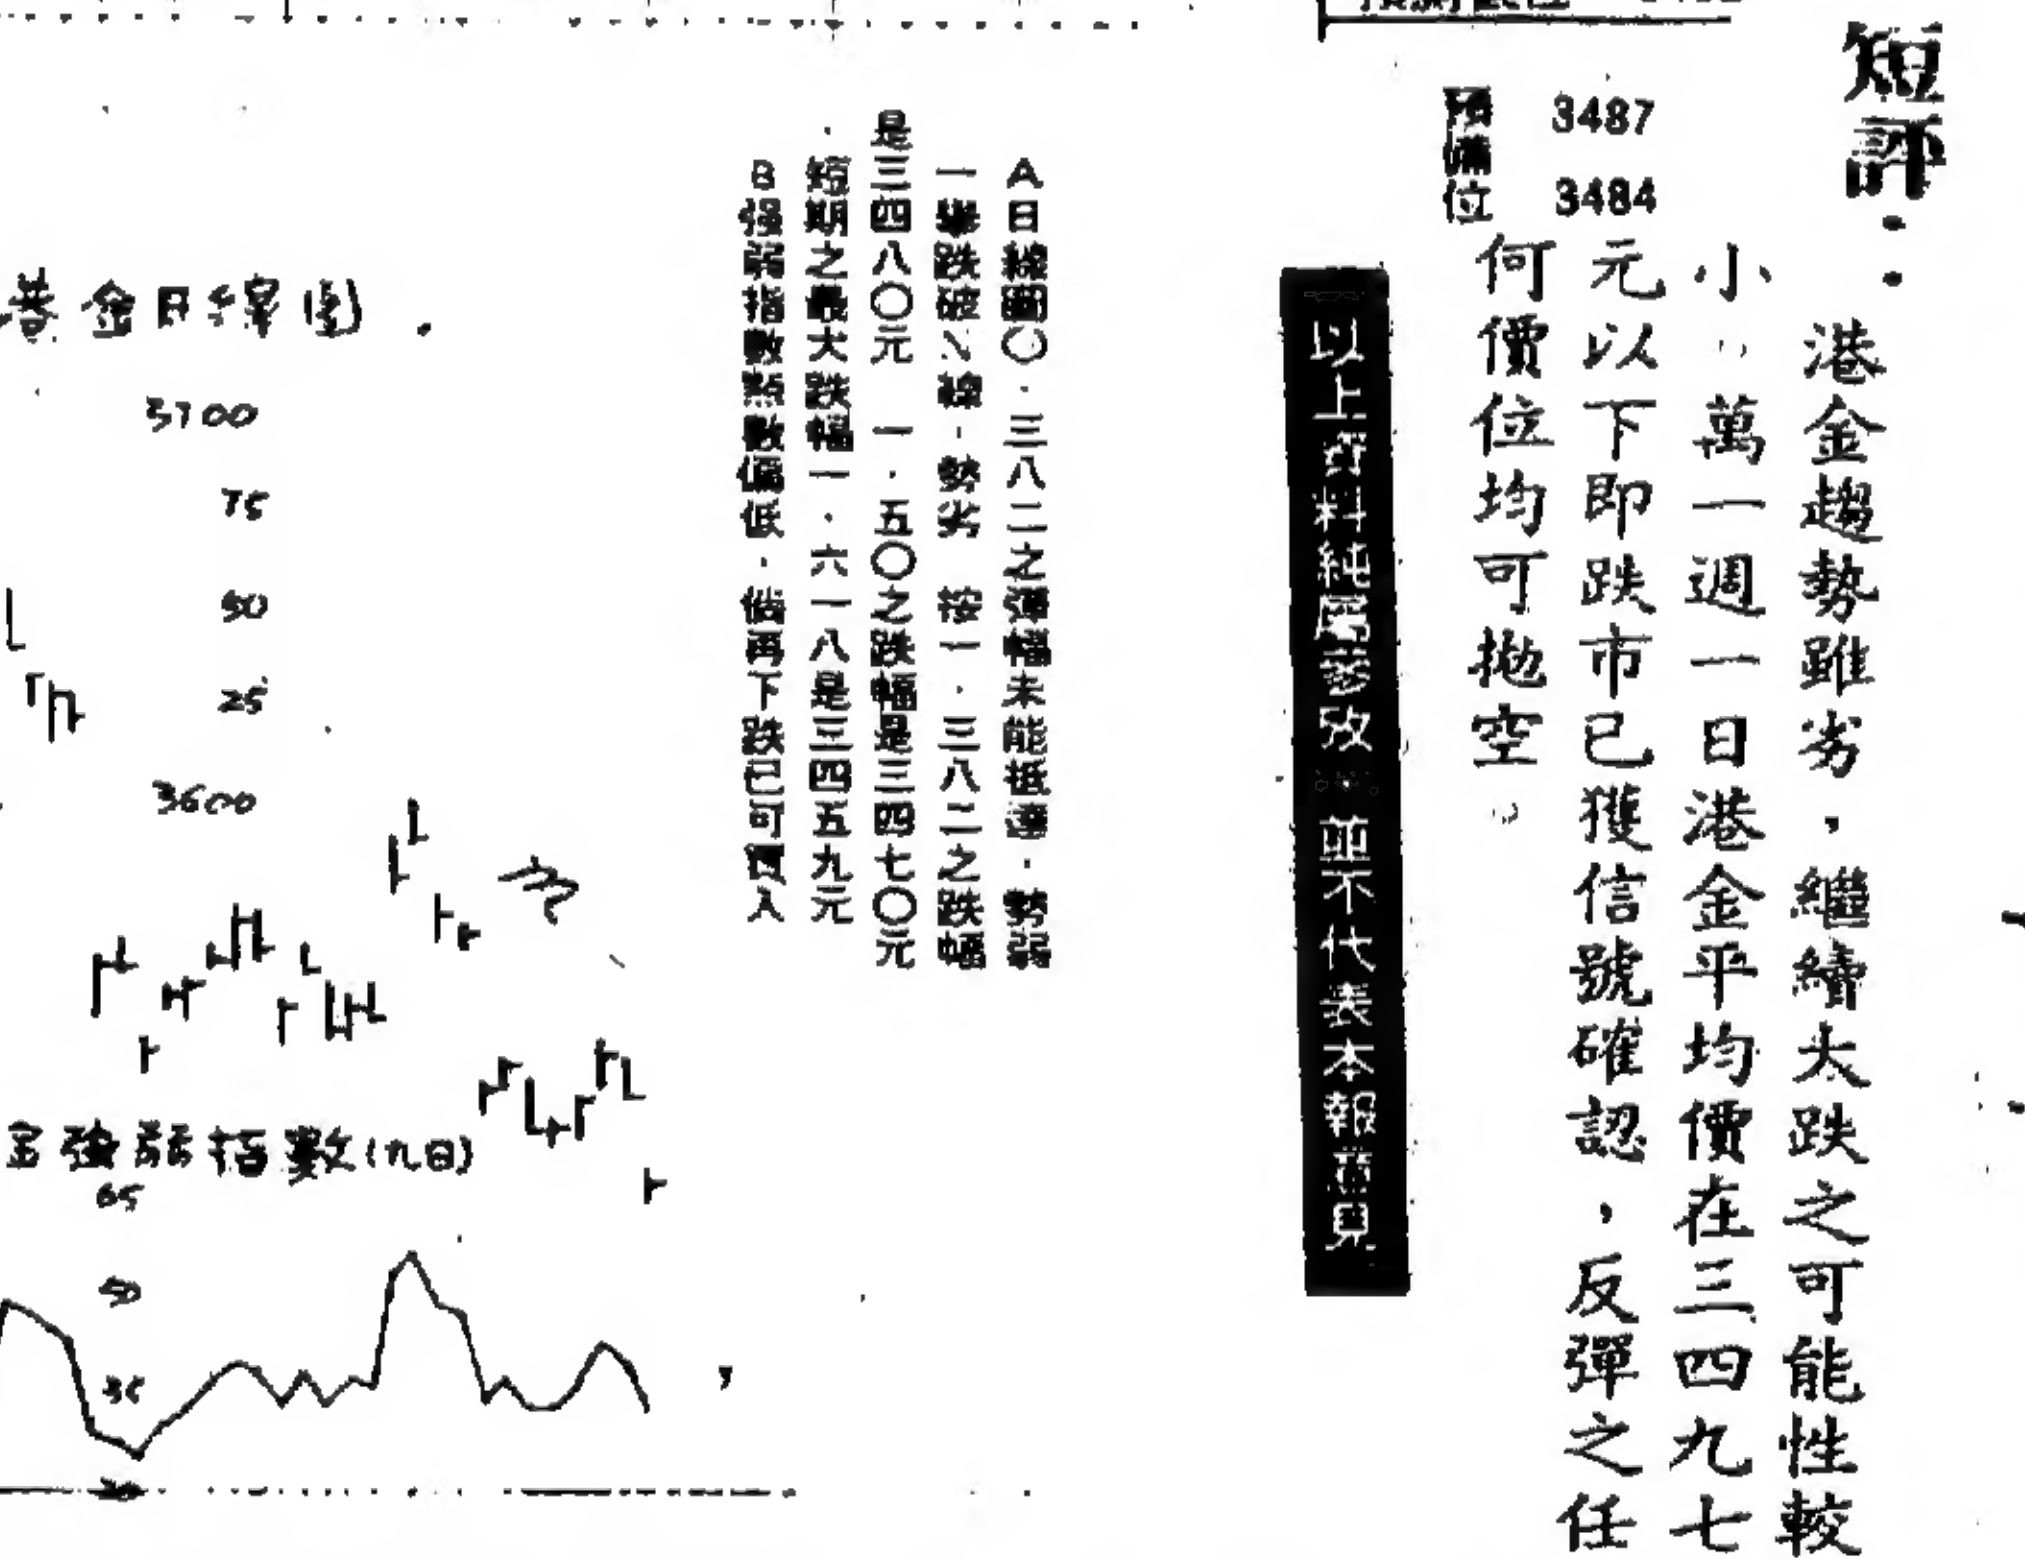 短評：
港金趨勢雖劣，繼續大跌之可能性較
小。萬一週一日港金平均價在三四九七
元以下即跌市已獲信號確認，反彈之任
何價位均可拋空。
3487
3484
預備位
以上資料純屬參攷·並不代表本報意見
A日線圖〇·三八二之彈幅未能抵達·勢弱
一舉跌破 線·勢劣 按一·三八二之跌幅
是三四八〇元 一·五〇之跌幅是三四七〇元
·短期之最大跌幅一·六一八是三四五九元
B强弱指數點數偏低·倘再下跌已可買入
港金日線圖
3700
75
50
25
3600
金強弱指數(九日)
65
50
35
20